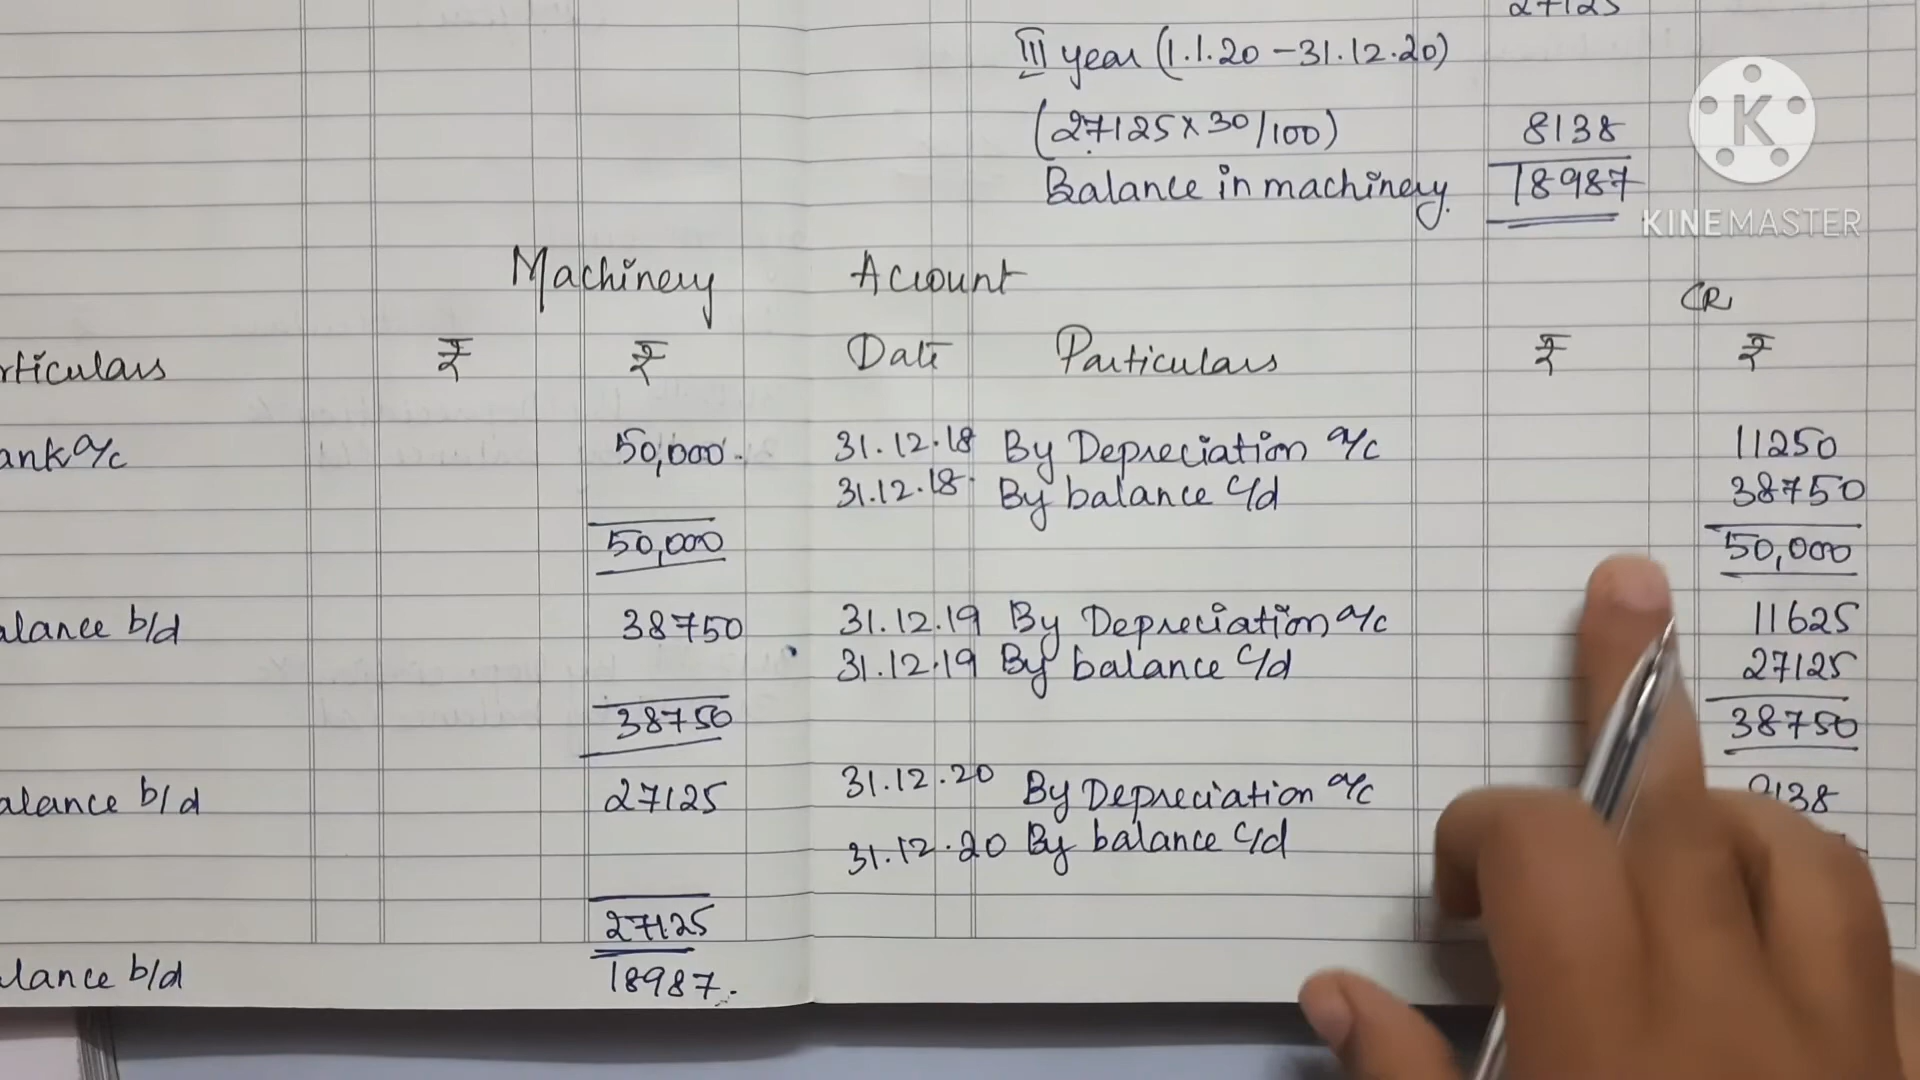 27125
III year (1.1.20 - 31.12.20)
(27125 x 30/100) 8138
Balance in machinery. 18987
KINEMASTER
Machinery Account
CR
rticulars ₹ ₹ Date Particulars ₹ ₹
ank a/c 50,000. 31.12.18 By Depreciation a/c 11250
31.12.18. By balance c/d 38750
50,000 50,000
alance b/d 38750 31.12.19 By Depreciation a/c 11625
31.12.19 By balance c/d 27125
38750 38750
alance b/d 27125 31.12.20 By Depreciation a/c 8138
31.12.20 By balance c/d
27125
lance b/d 18987.